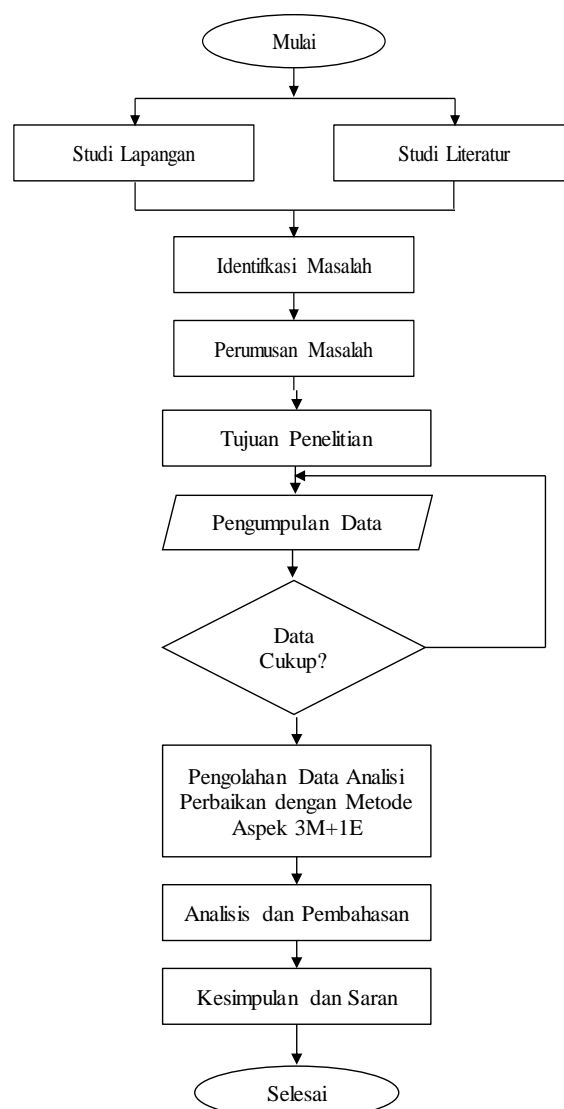 Mulai
Studi Lapangan
Studi Literatur
Identifkasi Masalah
Perumusan Masalah
Tujuan Penelitian
Pengumpulan Data
Data
Cukup?
Pengolahan Data Analisi
Perbaikan dengan Metode
Aspek 3M+1E
Analisis dan Pembahasan
Kesimpulan dan Saran
Selesai